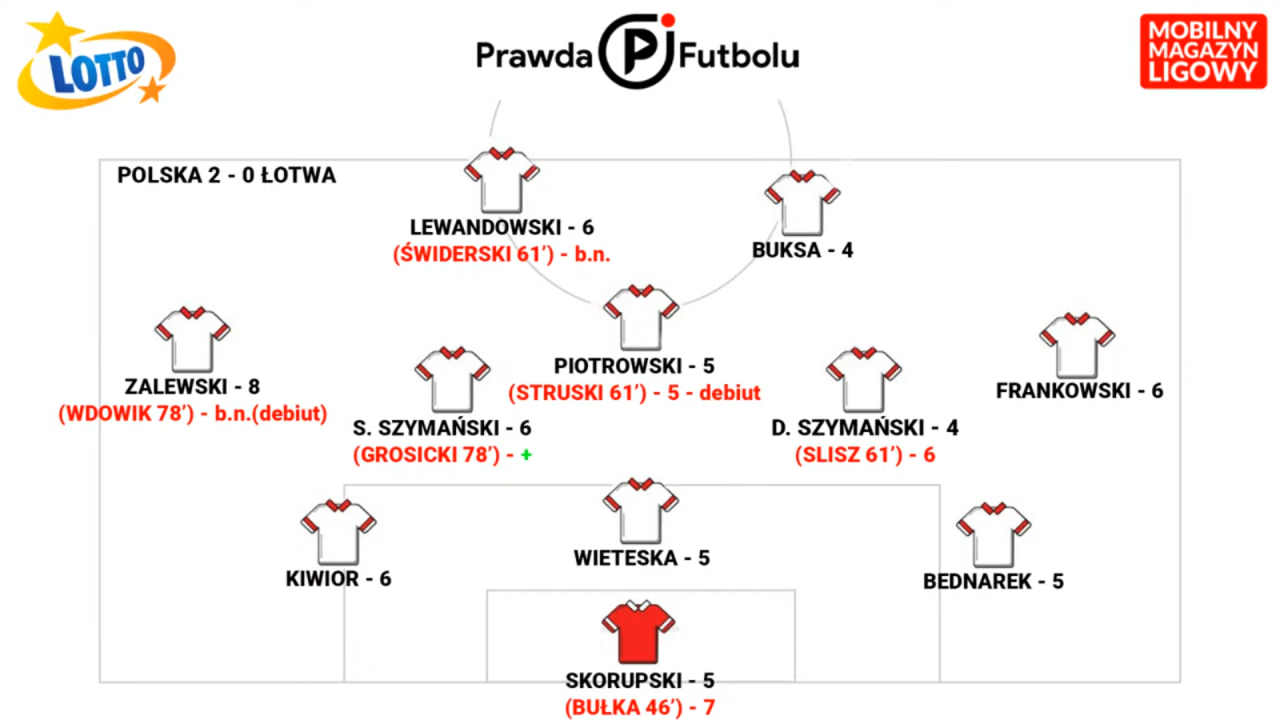 LOTTO
Prawda Pi Futbolu
MOBILNY
MAGAZYN
LIGOWY
POLSKA 2 - 0 ŁOTWA
LEWANDOWSKI - 6
(ŚWIDERSKI 61’) - b.n.
BUKSA - 4
ZALEWSKI - 8
(WDOWIK 78’) - b.n.(debiut)
S. SZYMAŃSKI - 6
(GROSICKI 78’) - +
PIOTROWSKI - 5
(STRUSKI 61’) - 5 - debiut
D. SZYMAŃSKI - 4
(SLISZ 61’) - 6
FRANKOWSKI - 6
KIWIOR - 6
WIETESKA - 5
BEDNAREK - 5
SKORUPSKI - 5
(BUŁKA 46’) - 7